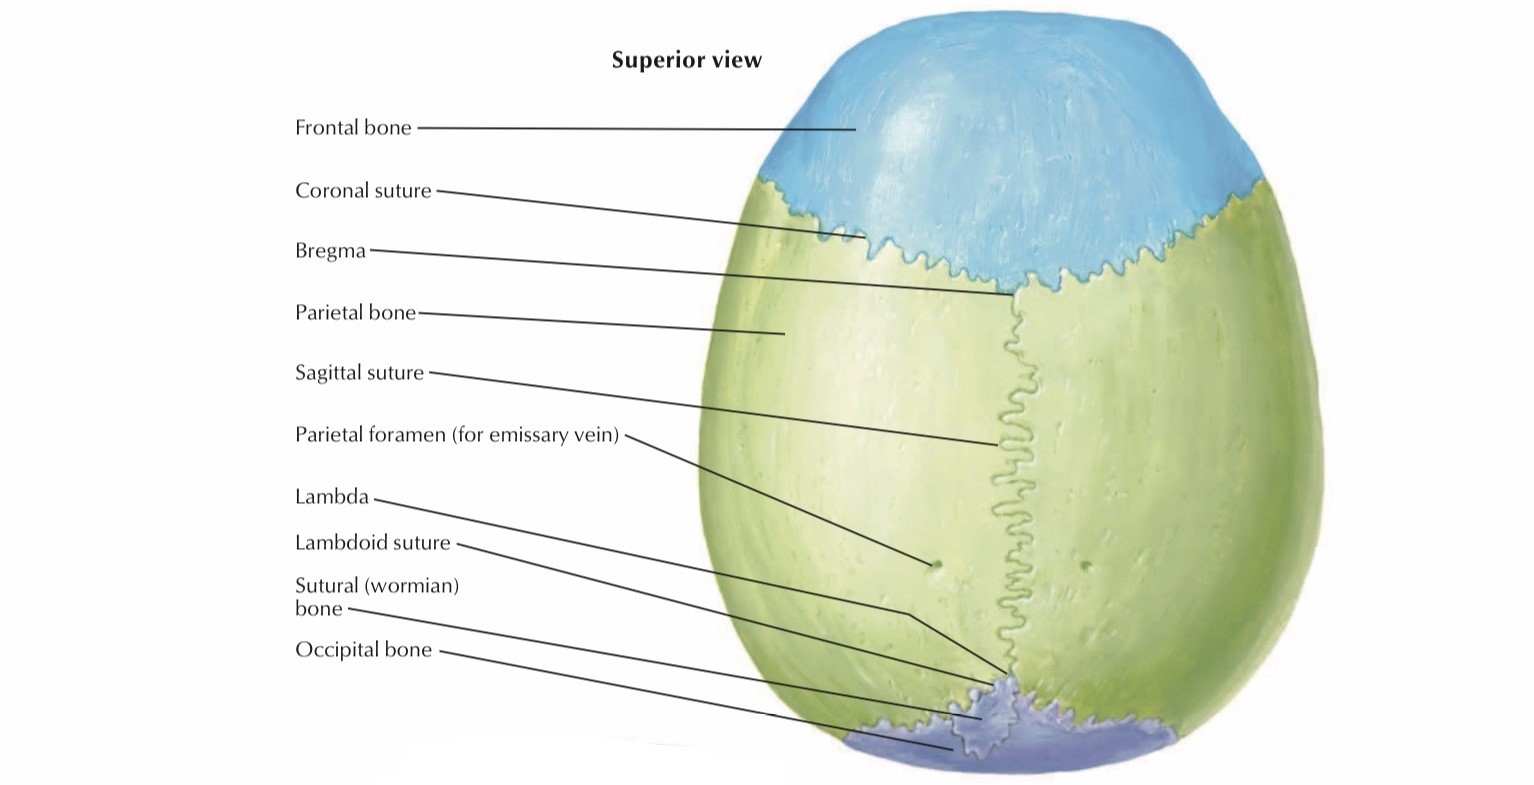 Superior view
Frontal bone
Coronal suture
Bregma
Parietal bone
Sagittal suture
Parietal foramen (for emissary vein)
Lambda
Lambdoid suture
Sutural (wormian)
bone
Occipital bone